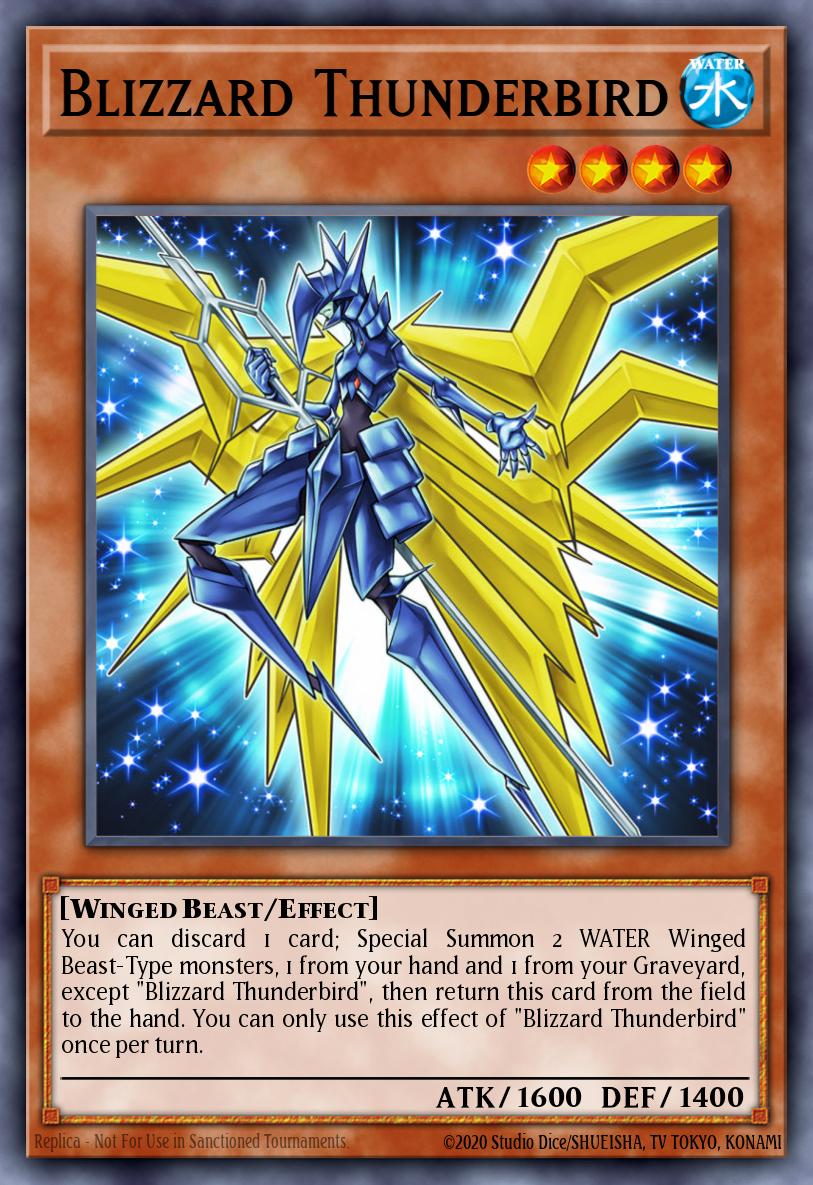 Blizzard Thunderbird
WATER
水
[Winged Beast/Effect]
You can discard 1 card; Special Summon 2 WATER Winged
Beast-Type monsters, 1 from your hand and 1 from your Graveyard,
except "Blizzard Thunderbird", then return this card from the field
to the hand. You can only use this effect of "Blizzard Thunderbird"
once per turn.
ATK/1600 DEF/1400
Replica - Not For Use in Sanctioned Tournaments.
©2020 Studio Dice/SHUEISHA, TV TOKYO, KONAMI